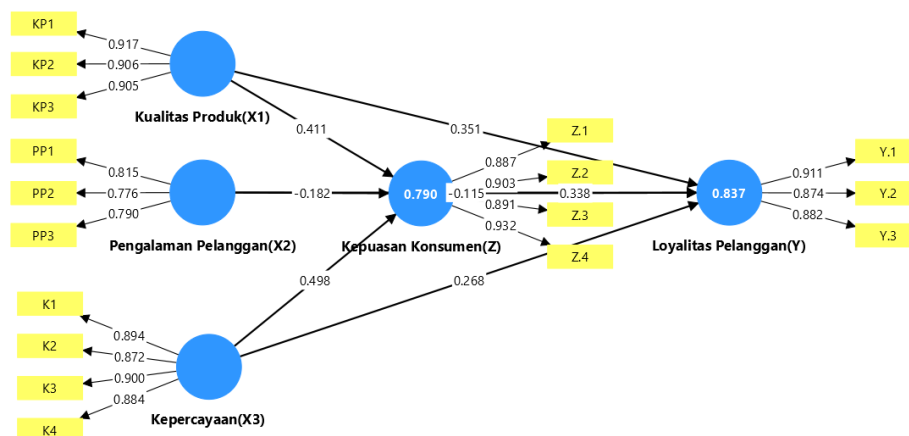 KP1
0.917
KP2
0.906
KP3
0.905
Kualitas Produk(X1)
0.411
0.351
PP1
0.815
PP2
0.776
PP3
0.790
Pengalaman Pelanggan(X2)
-0.182
0.790
Kepuasan Konsumen(Z)
-0.115
0.338
Z.1
0.887
Z.2
0.903
Z.3
0.891
Z.4
0.932
0.837
Loyalitas Pelanggan(Y)
Y.1
0.911
Y.2
0.874
Y.3
0.882
0.498
0.268
K1
0.894
K2
0.872
K3
0.900
K4
0.884
Kepercayaan(X3)